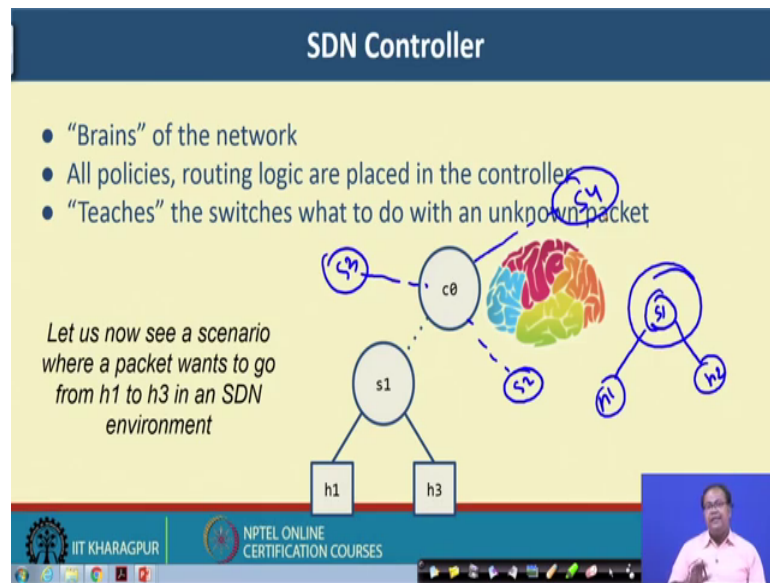 SDN Controller
● “Brains” of the network
● All policies, routing logic are placed in the controller
● “Teaches” the switches what to do with an unknown packet
S4
S3
c0
S1
Let us now see a scenario
where a packet wants to go
from h1 to h3 in an SDN
environment
s1
S2
h1
h2
h1
h3
IIT KHARAGPUR
NPTEL ONLINE
CERTIFICATION COURSES